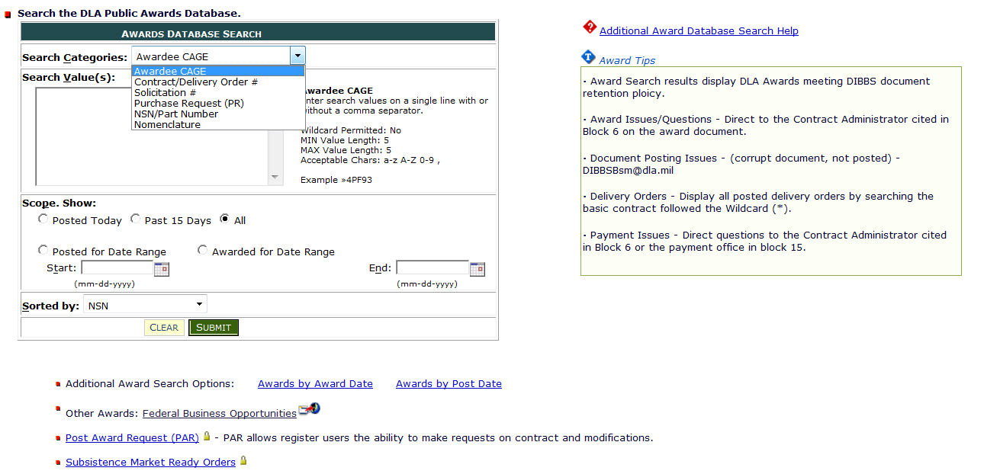 Search the DLA Public Awards Database.
AWARDS DATABASE SEARCH
Search Categories: Awardee CAGE
Awardee CAGE
Contract/Delivery Order #
Solicitation #
Purchase Request (PR)
NSN/Part Number
Nomenclature
Search Value(s):
Awardee CAGE
nter search values on a single line with or
ithout a comma separator.
Wildcard Permitted: No
MIN Value Length: 5
MAX Value Length: 5
Acceptable Chars: a-z A-Z 0-9 ,
Example »4PF93
Scope. Show:
Posted Today Past 15 Days All
Posted for Date Range Awarded for Date Range
Start: End:
(mm-dd-yyyy) (mm-dd-yyyy)
Sorted by: NSN
CLEAR SUBMIT
? Additional Award Database Search Help
T Award Tips
· Award Search results display DLA Awards meeting DIBBS document
retention ploicy.
· Award Issues/Questions - Direct to the Contract Administrator cited in
Block 6 on the award document.
· Document Posting Issues - (corrupt document, not posted) -
DIBBSBsm@dla.mil
· Delivery Orders - Display all posted delivery orders by searching the
basic contract followed the Wildcard (*).
· Payment Issues - Direct questions to the Contract Administrator cited
in Block 6 or the payment office in block 15.
Additional Award Search Options: Awards by Award Date Awards by Post Date
Other Awards: Federal Business Opportunities
Post Award Request (PAR) - PAR allows register users the ability to make requests on contract and modifications.
Subsistence Market Ready Orders